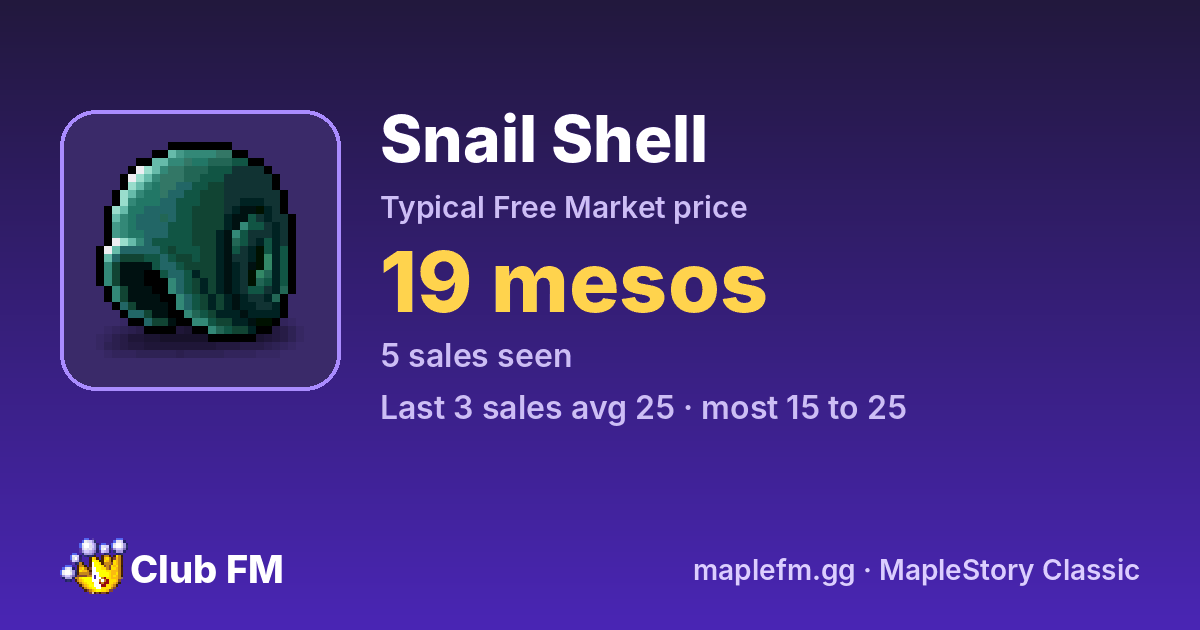 Snail Shell
Typical Free Market price
19 mesos
5 sales seen
Last 3 sales avg 25 · most 15 to 25
Club FM
maplefm.gg · MapleStory Classic